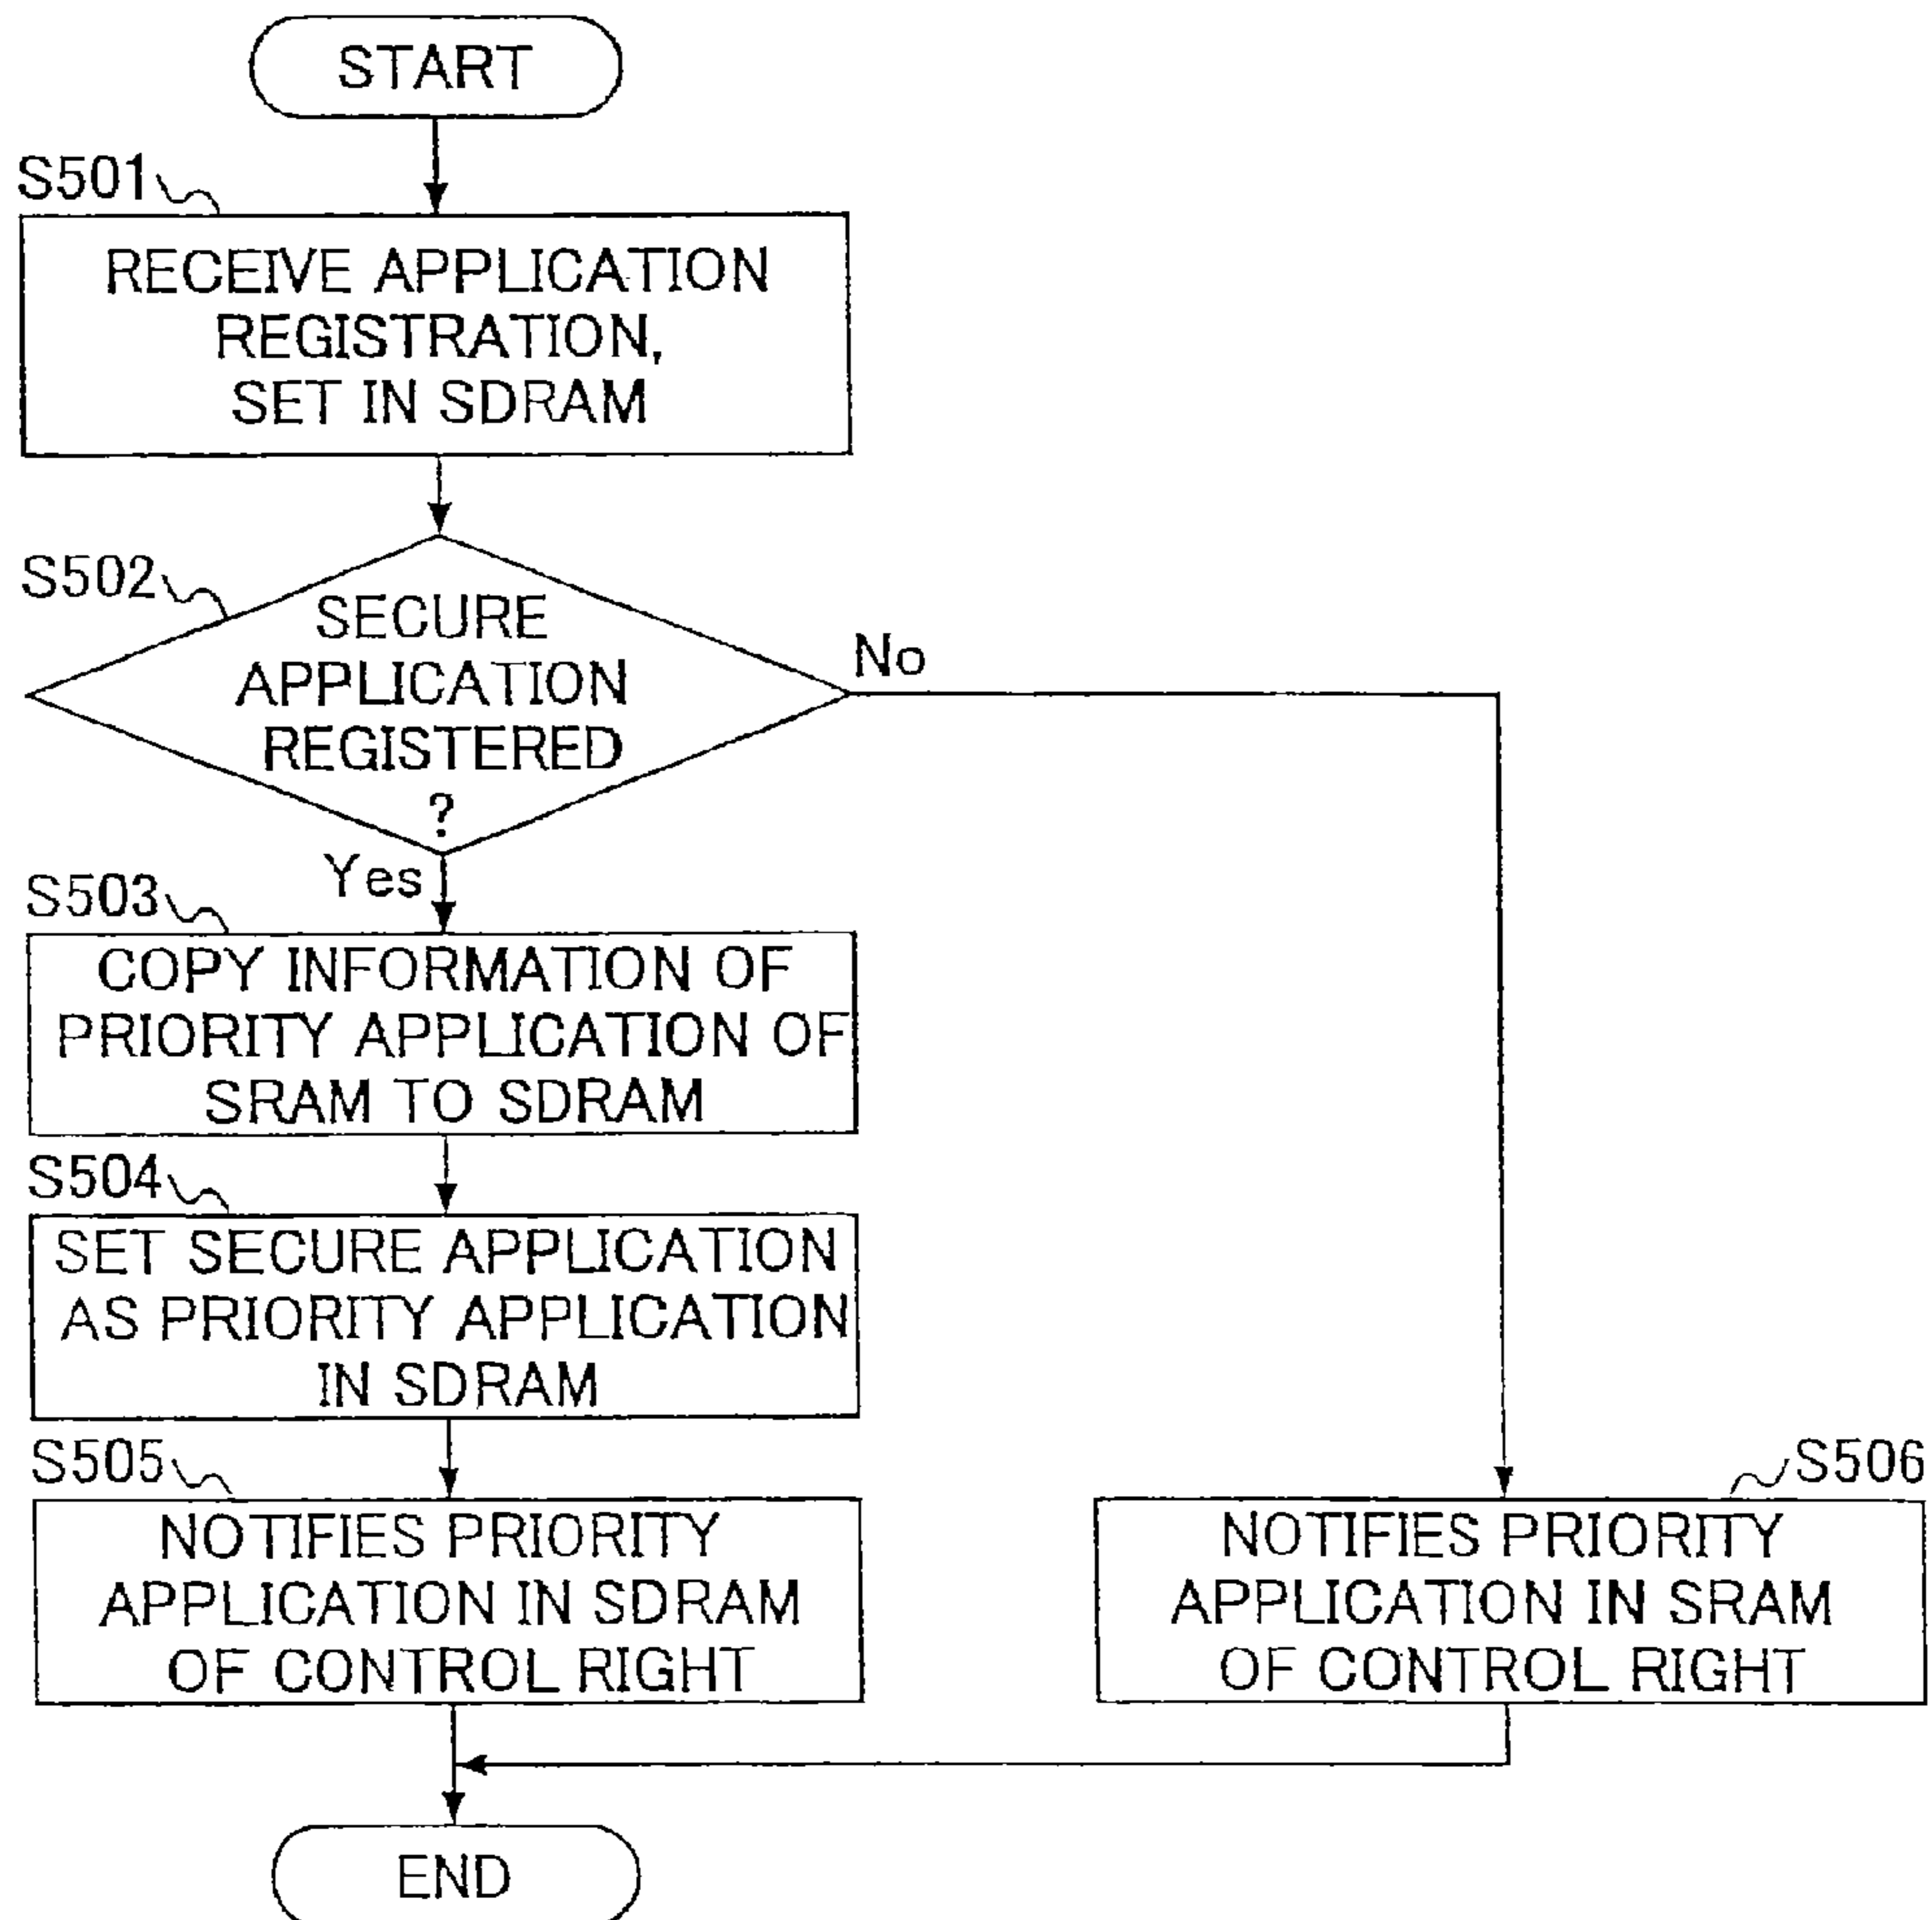 START
S501
RECEIVE APPLICATION
REGISTRATION,
SET IN SDRAM
S502
SECURE
APPLICATION
REGISTERED
?
No
Yes
S503
COPY INFORMATION OF
PRIORITY APPLICATION OF
SRAM TO SDRAM
S504
SET SECURE APPLICATION
AS PRIORITY APPLICATION
IN SDRAM
S505
NOTIFIES PRIORITY
APPLICATION IN SDRAM
OF CONTROL RIGHT
S506
NOTIFIES PRIORITY
APPLICATION IN SRAM
OF CONTROL RIGHT
END